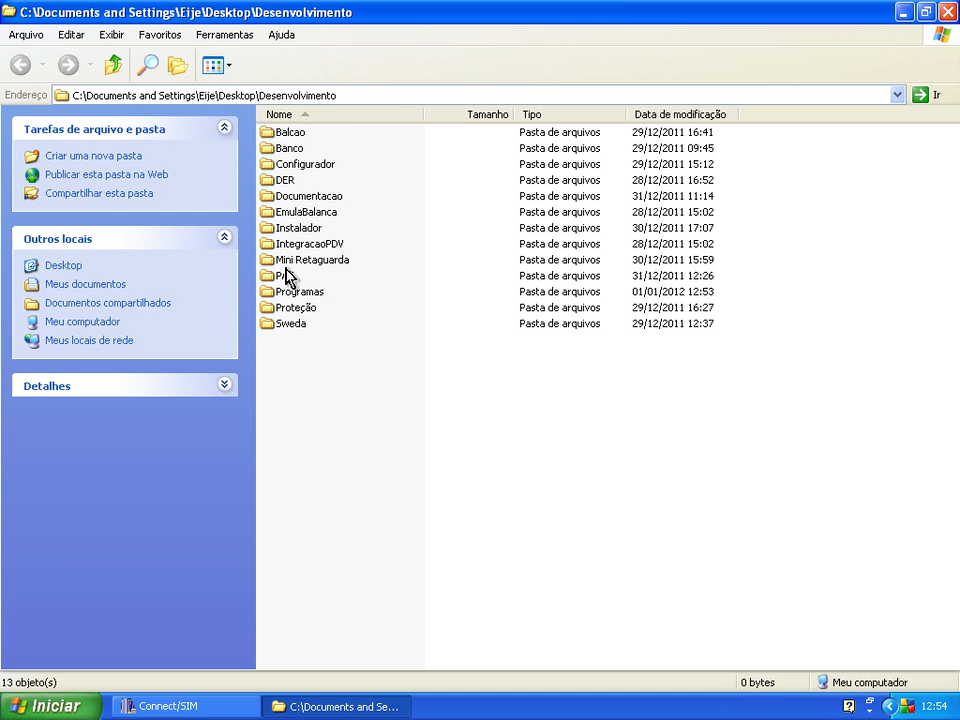 C:\Documents and Settings\Eije\Desktop\Desenvolvimento
Arquivo Editar Exibir Favoritos Ferramentas Ajuda
Endereço C:\Documents and Settings\Eije\Desktop\Desenvolvimento Ir
Tarefas de arquivo e pasta
Criar uma nova pasta
Publicar esta pasta na Web
Compartilhar esta pasta
Outros locais
Desktop
Meus documentos
Documentos compartilhados
Meu computador
Meus locais de rede
Detalhes
Nome Tamanho Tipo Data de modificação
Balcao Pasta de arquivos 29/12/2011 16:41
Banco Pasta de arquivos 29/12/2011 09:45
Configurador Pasta de arquivos 29/12/2011 15:12
DER Pasta de arquivos 28/12/2011 16:52
Documentacao Pasta de arquivos 31/12/2011 11:14
EmulaBalanca Pasta de arquivos 28/12/2011 15:02
Instalador Pasta de arquivos 30/12/2011 17:07
IntegracaoPDV Pasta de arquivos 28/12/2011 15:02
Mini Retaguarda Pasta de arquivos 30/12/2011 15:59
Pasta de arquivos 31/12/2011 12:26
Programas Pasta de arquivos 01/01/2012 12:53
Proteção Pasta de arquivos 29/12/2011 16:27
Sweda Pasta de arquivos 29/12/2011 12:37
13 objeto(s) 0 bytes Meu computador
Iniciar Connect/SIM C:\Documents and Se... 12:54